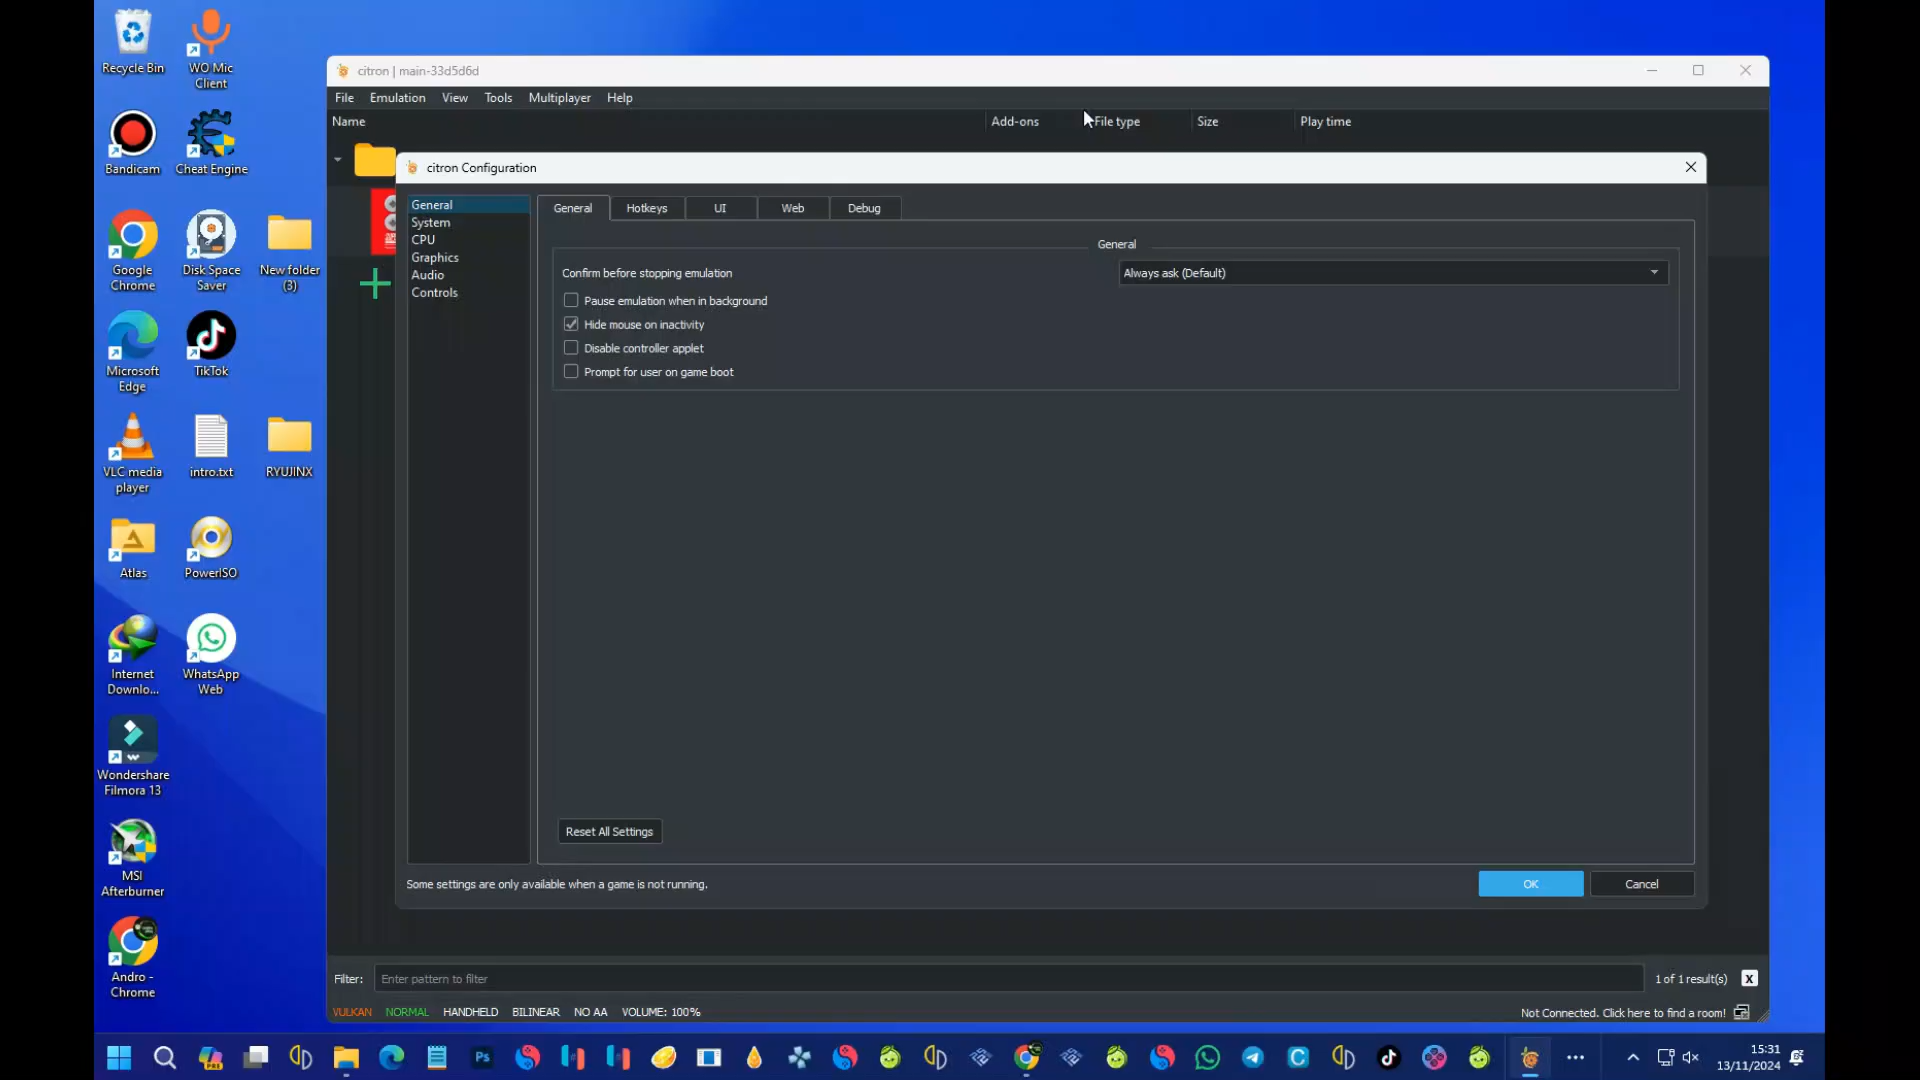 Recycle Bin
WO Mic
Client
Bandicam
Cheat Engine
Google
Chrome
Disk Space
Saver
New folder
(3)
Microsoft
Edge
TikTok
VLC media
player
intro.txt
RYUJINX
Atlas
PowerISO
Internet
Downlo...
WhatsApp
Web
Wondershare
Filmora 13
MSI
Afterburner
Andro -
Chrome
citron | main-33d5d6d
File Emulation View Tools Multiplayer Help
Name Add-ons File type Size Play time
citron Configuration
General
System
CPU
Graphics
Audio
Controls
General Hotkeys UI Web Debug
General
Confirm before stopping emulation Always ask (Default)
Pause emulation when in background
Hide mouse on inactivity
Disable controller applet
Prompt for user on game boot
Reset All Settings
Some settings are only available when a game is not running.
OK Cancel
Filter: Enter pattern to filter 1 of 1 result(s) X
VULKAN NORMAL HANDHELD BILINEAR NO AA VOLUME: 100%
Not Connected. Click here to find a room!
PRE
Ps
C
15:31
13/11/2024